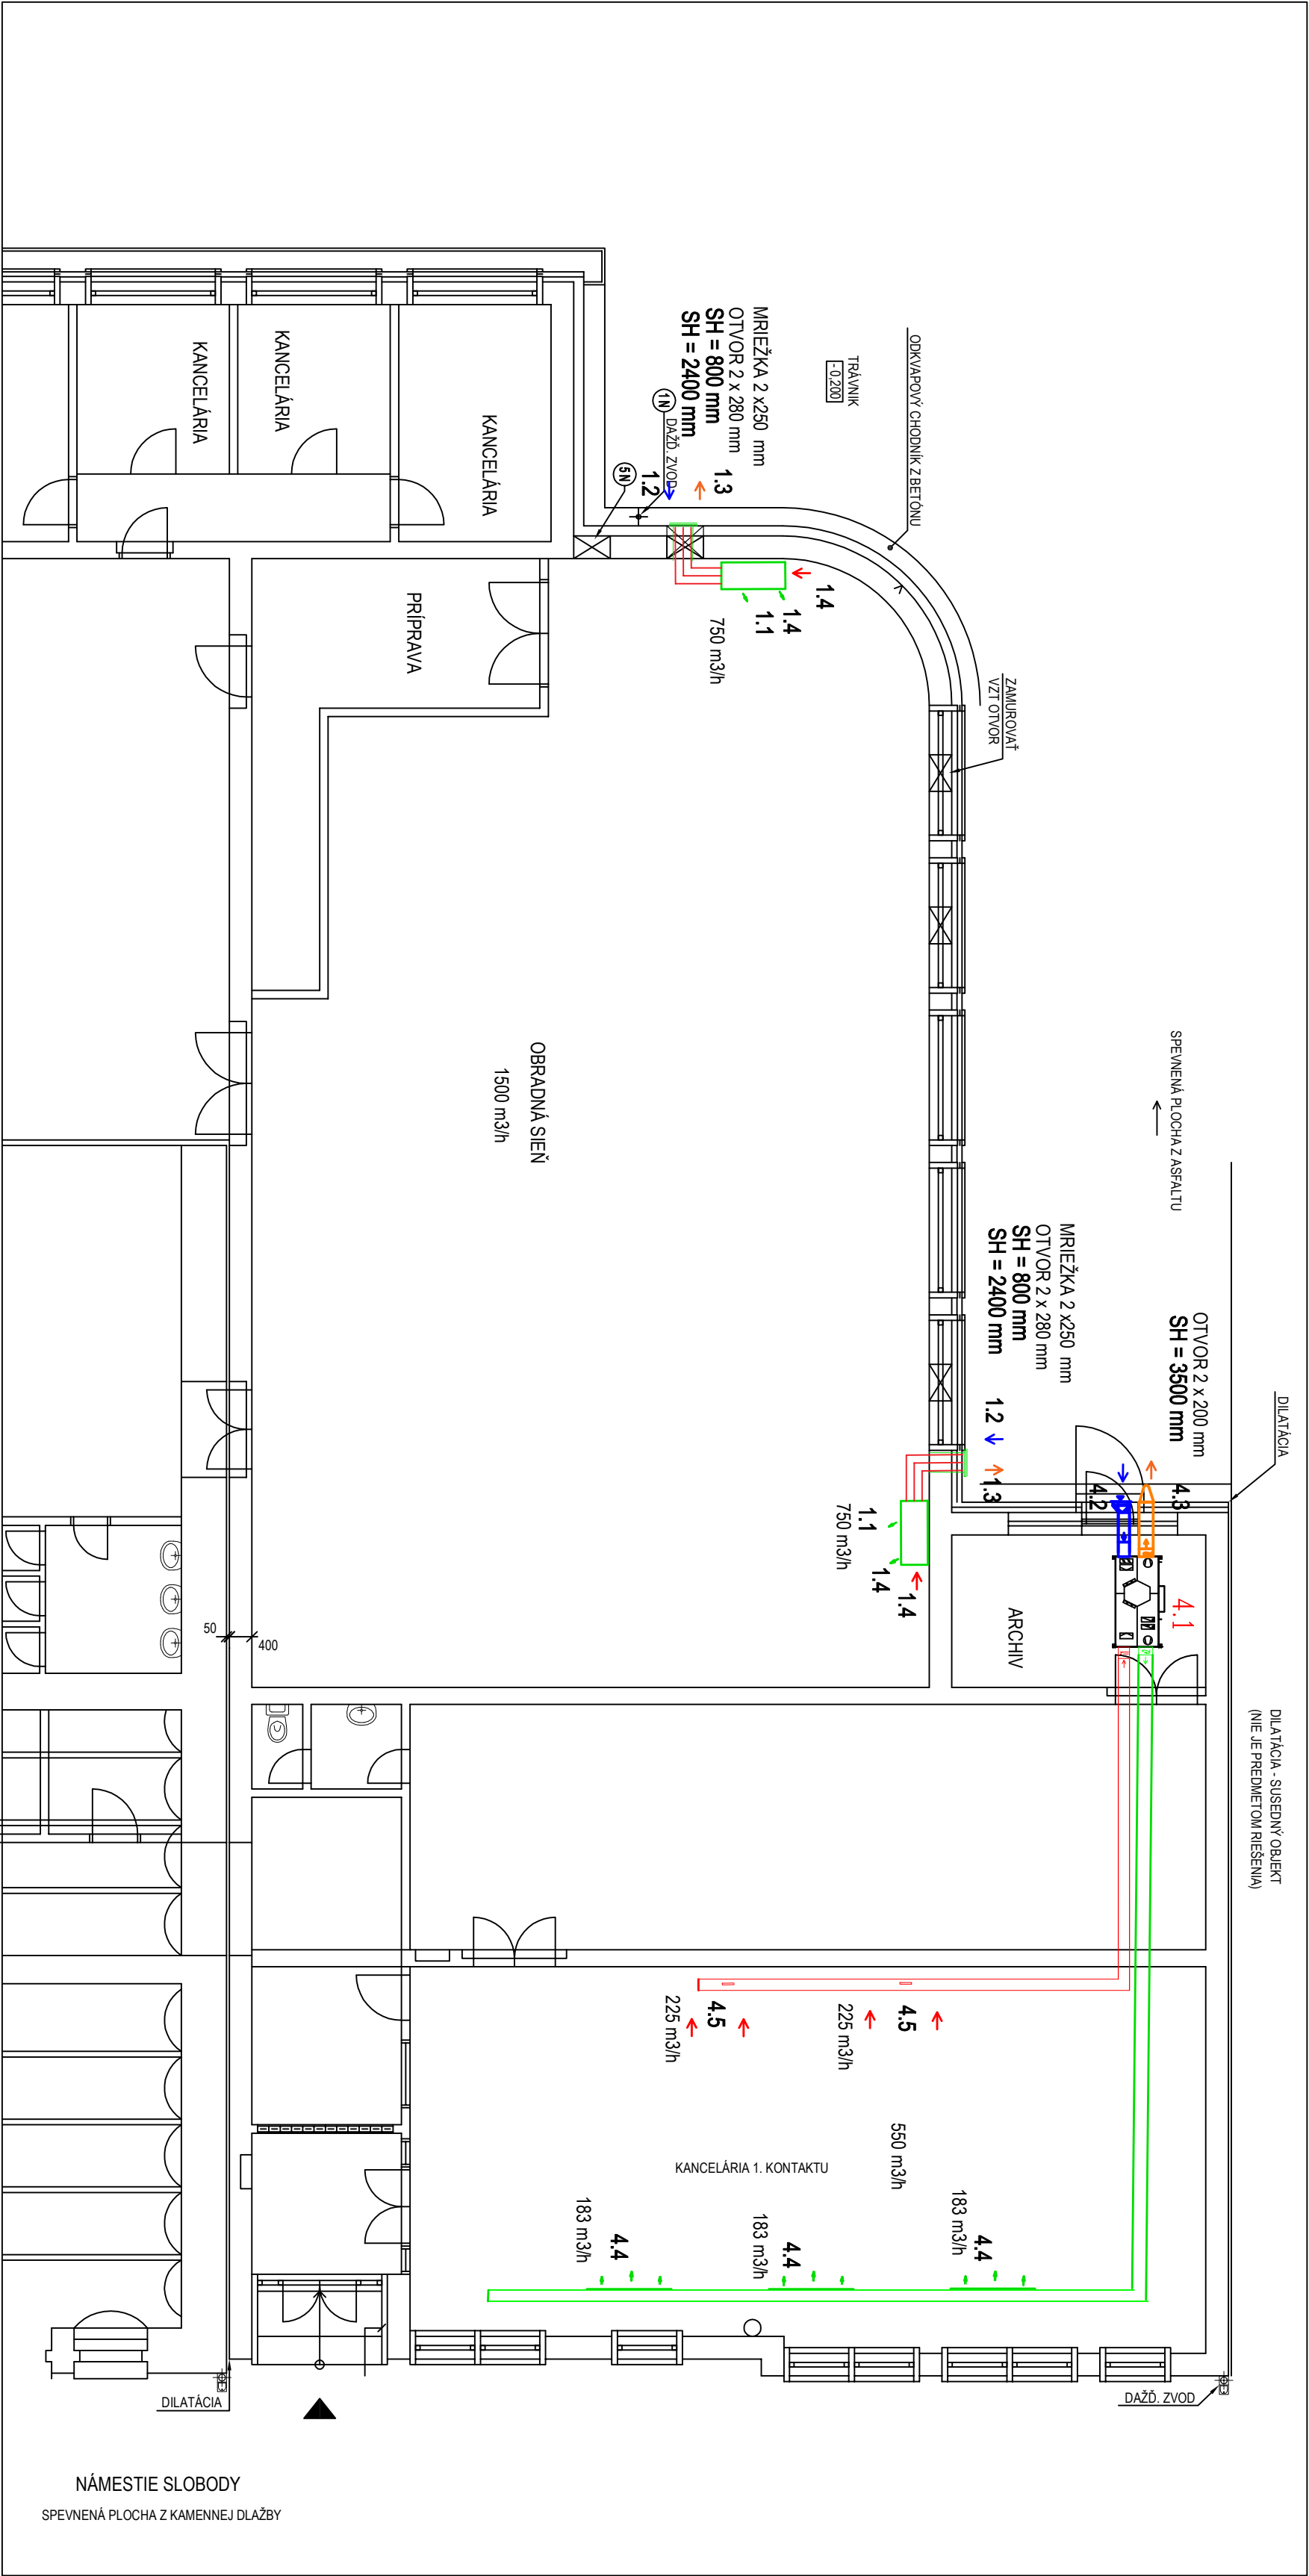 KANCELÁRIA
KANCELÁRIA
KANCELÁRIA
MRIEŽKA 2 x250 mm
OTVOR 2 x 280 mm
SH = 800 mm
SH = 2400 mm
TRÁVNIK
- 0,200
ODKVAPOVÝ CHODNÍK Z BETÓNU
1N
DAŽĎ. ZVOD
5N
1.2
1.3
1.4
1.4
1.1
750 m3/h
PRÍPRAVA
ZAMUROVAŤ
VZT OTVOR
OBRADNÁ SIEŇ
1500 m3/h
SPEVNENÁ PLOCHA Z ASFALTU
MRIEŽKA 2 x250 mm
OTVOR 2 x 280 mm
SH = 800 mm
SH = 2400 mm
OTVOR 2 x 200 mm
SH = 3500 mm
DILATÁCIA
1.2
1.3
4.2
4.3
1.1
750 m3/h
1.4
1.4
4.1
ARCHIV
50
400
DILATÁCIA - SUSEDNÝ OBJEKT
(NIE JE PREDMETOM RIEŠENIA)
4.5
225 m3/h
4.5
225 m3/h
550 m3/h
KANCELÁRIA 1. KONTAKTU
4.4
183 m3/h
4.4
183 m3/h
4.4
183 m3/h
DILATÁCIA
DAŽĎ. ZVOD
NÁMESTIE SLOBODY
SPEVNENÁ PLOCHA Z KAMENNEJ DLAŽBY